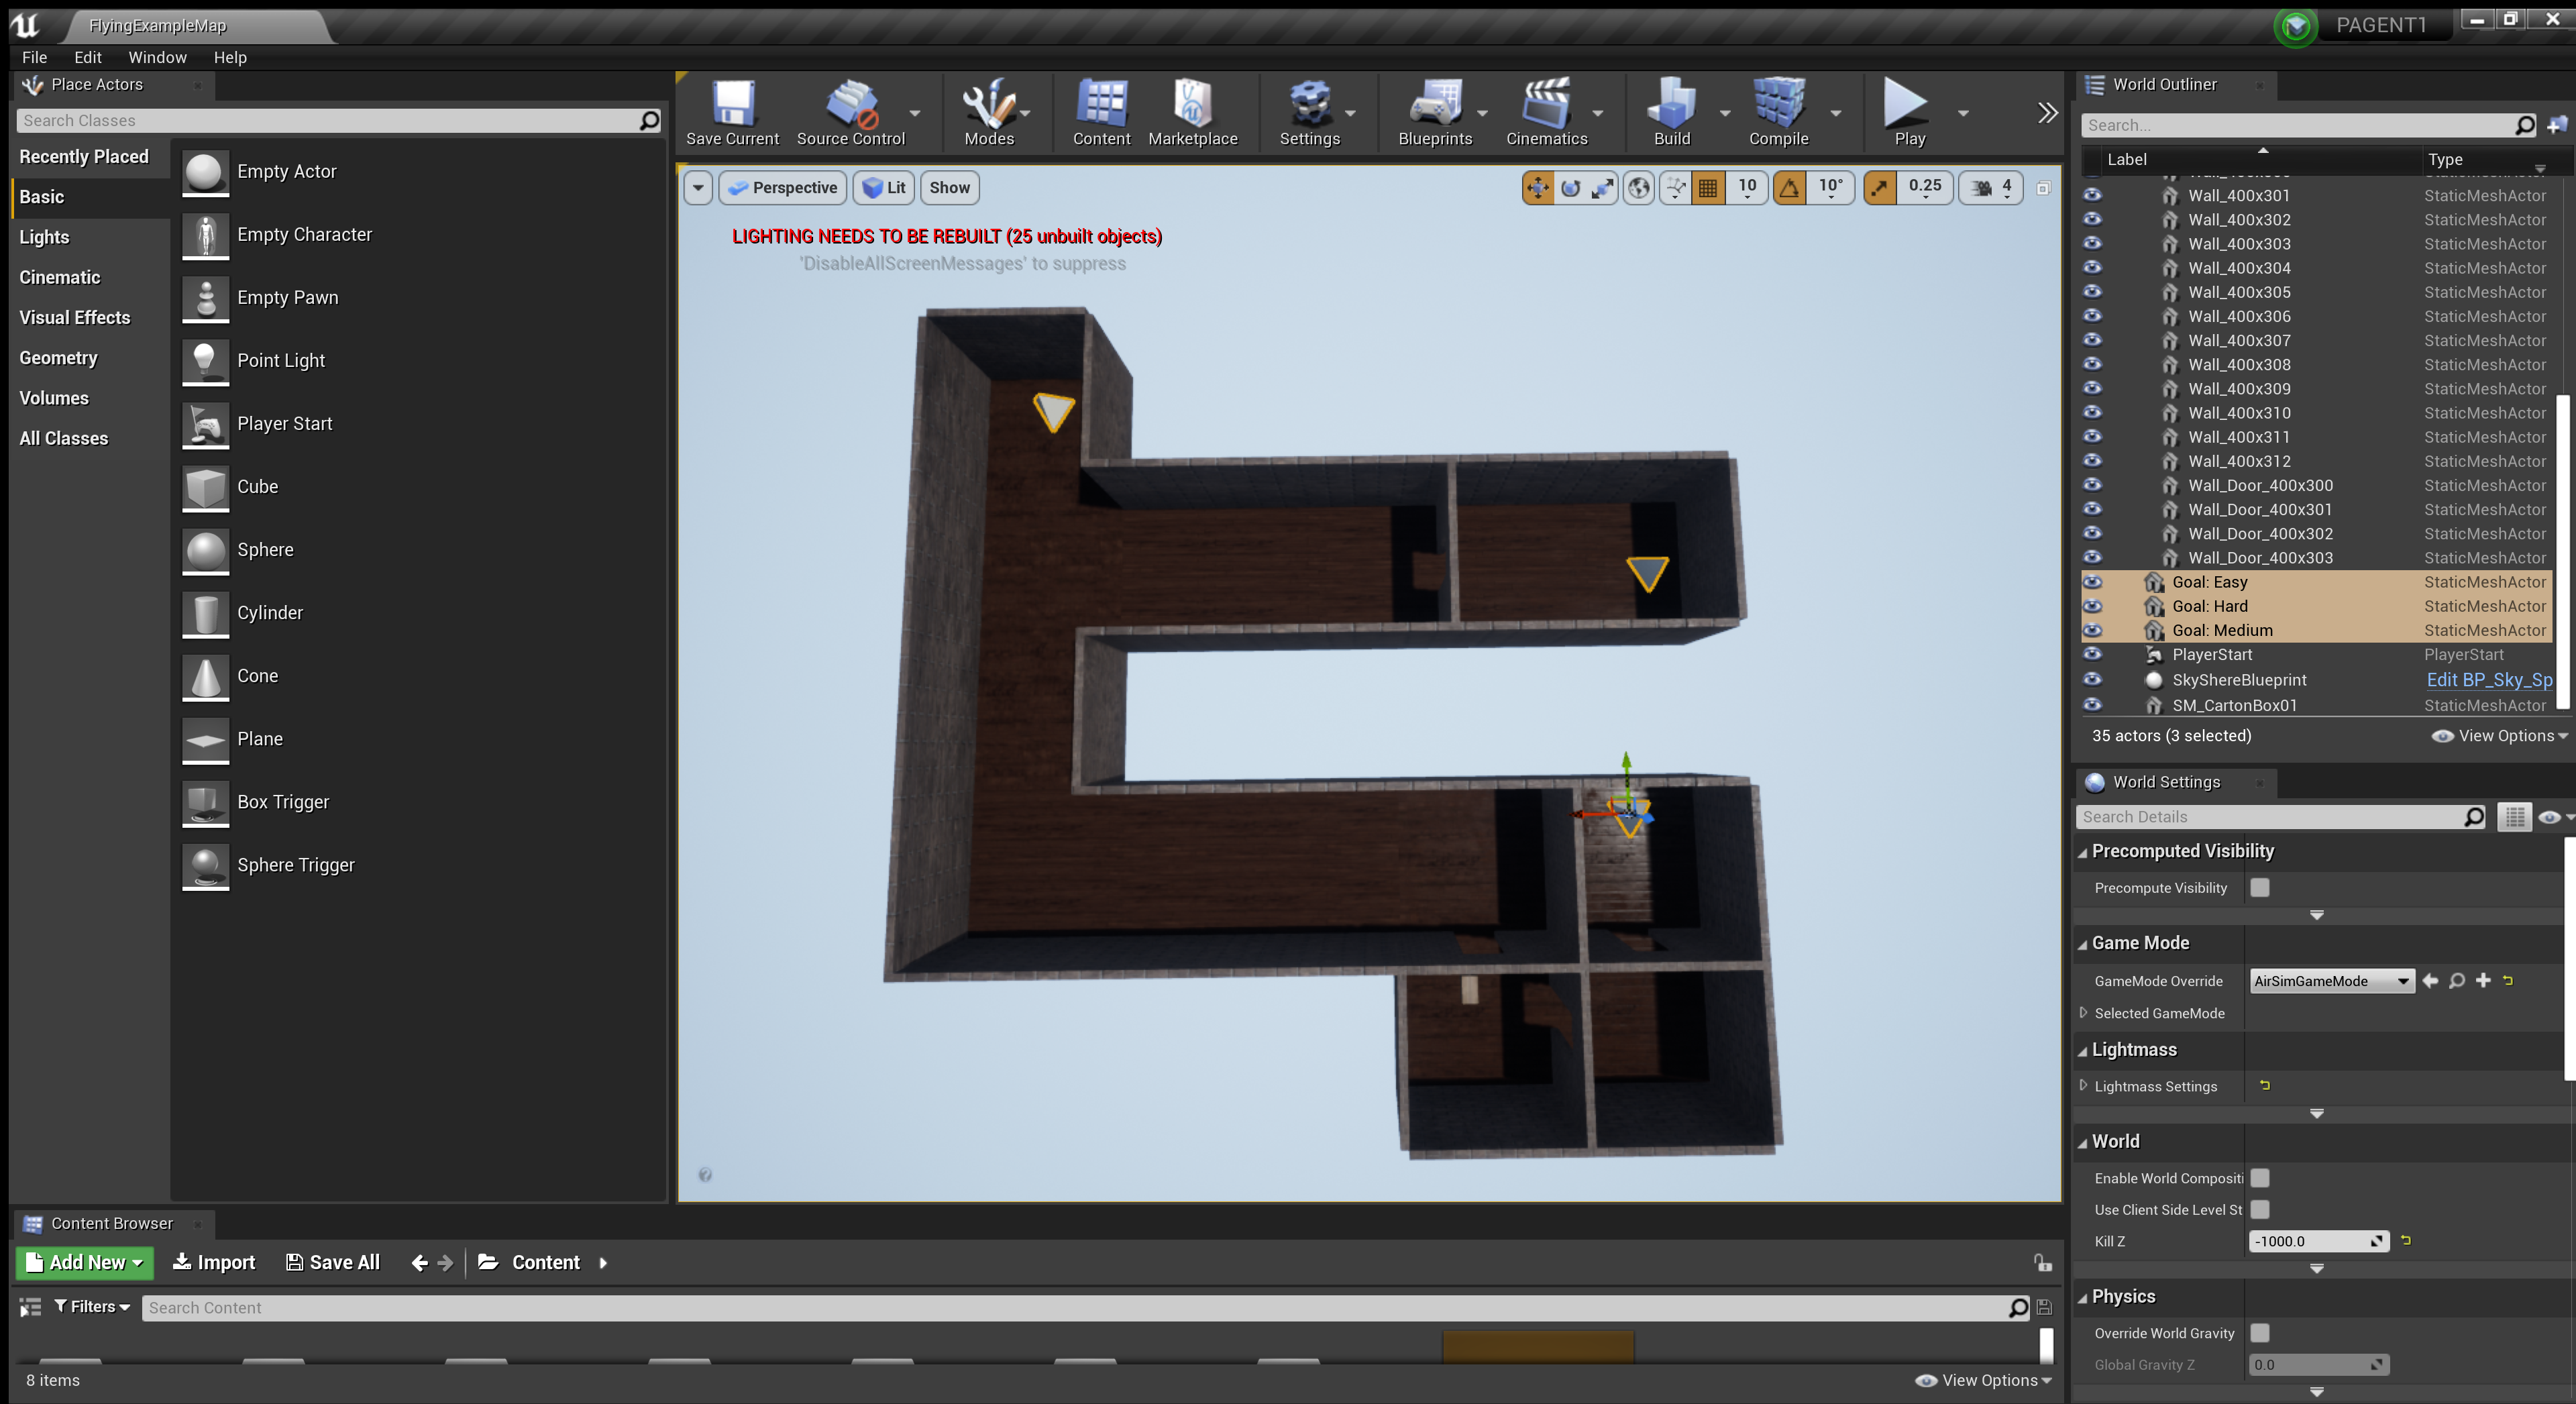 FlyingExampleMap
PAGENT1
File Edit Window Help
Place Actors
Search Classes
Recently Placed
Basic
Lights
Cinematic
Visual Effects
Geometry
Volumes
All Classes
Empty Actor
Empty Character
Empty Pawn
Point Light
Player Start
Cube
Sphere
Cylinder
Cone
Plane
Box Trigger
Sphere Trigger
Save Current Source Control Modes Content Marketplace Settings Blueprints Cinematics Build Compile Play
Perspective Lit Show
10 10° 0.25 4
LIGHTING NEEDS TO BE REBUILT (25 unbuilt objects)
'DisableAllScreenMessages' to suppress
World Outliner
Search...
Label Type
Wall_400x301 StaticMeshActor
Wall_400x302 StaticMeshActor
Wall_400x303 StaticMeshActor
Wall_400x304 StaticMeshActor
Wall_400x305 StaticMeshActor
Wall_400x306 StaticMeshActor
Wall_400x307 StaticMeshActor
Wall_400x308 StaticMeshActor
Wall_400x309 StaticMeshActor
Wall_400x310 StaticMeshActor
Wall_400x311 StaticMeshActor
Wall_400x312 StaticMeshActor
Wall_Door_400x300 StaticMeshActor
Wall_Door_400x301 StaticMeshActor
Wall_Door_400x302 StaticMeshActor
Wall_Door_400x303 StaticMeshActor
Goal: Easy StaticMeshActor
Goal: Hard StaticMeshActor
Goal: Medium StaticMeshActor
PlayerStart PlayerStart
SkyShereBlueprint Edit BP_Sky_Sp
SM_CartonBox01 StaticMeshActor
35 actors (3 selected) View Options
World Settings
Search Details
Precomputed Visibility
Precompute Visibility
Game Mode
GameMode Override AirSimGameMode
Selected GameMode
Lightmass
Lightmass Settings
World
Enable World Compositi
Use Client Side Level St
Kill Z -1000.0
Physics
Override World Gravity
Global Gravity Z 0.0
Content Browser
Add New Import Save All Content
Filters Search Content
8 items View Options